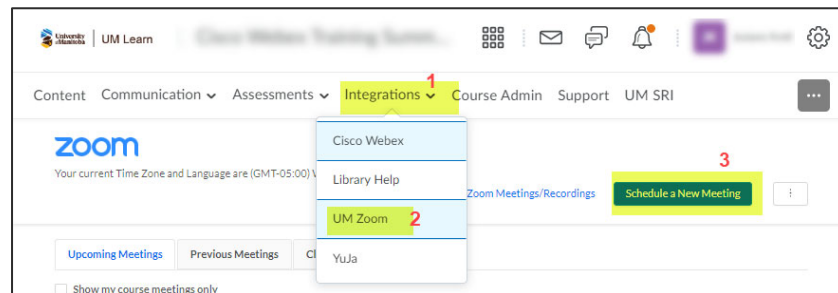 University of Manitoba UM Learn
1
Content Communication Assessments Integrations Course Admin Support UM SRI ...
zoom
Cisco Webex
Your current Time Zone and Language are (GMT-05:00)
Library Help
3
Zoom Meetings/Recordings Schedule a New Meeting
UM Zoom 2
Upcoming Meetings Previous Meetings Cl
YuJa
Show my course meetings only